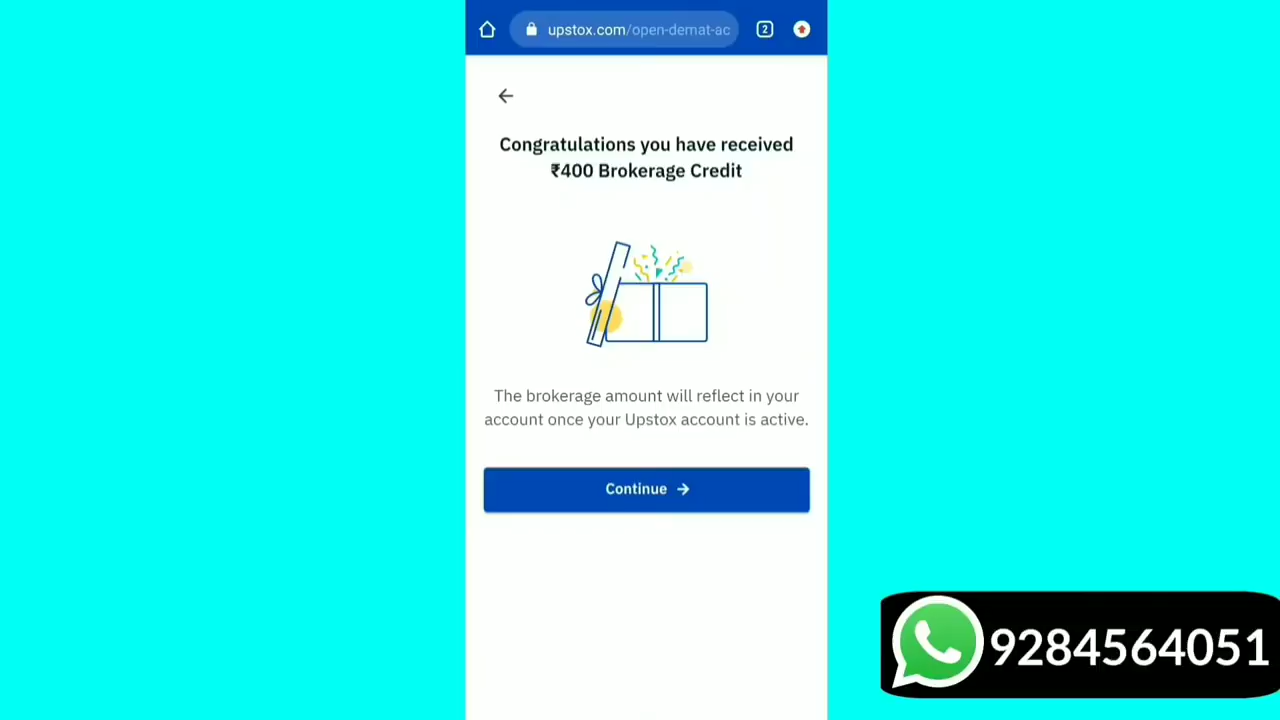 upstox.com/open-demat-ac
2
Congratulations you have received
₹400 Brokerage Credit
The brokerage amount will reflect in your
account once your Upstox account is active.
Continue →
9284564051